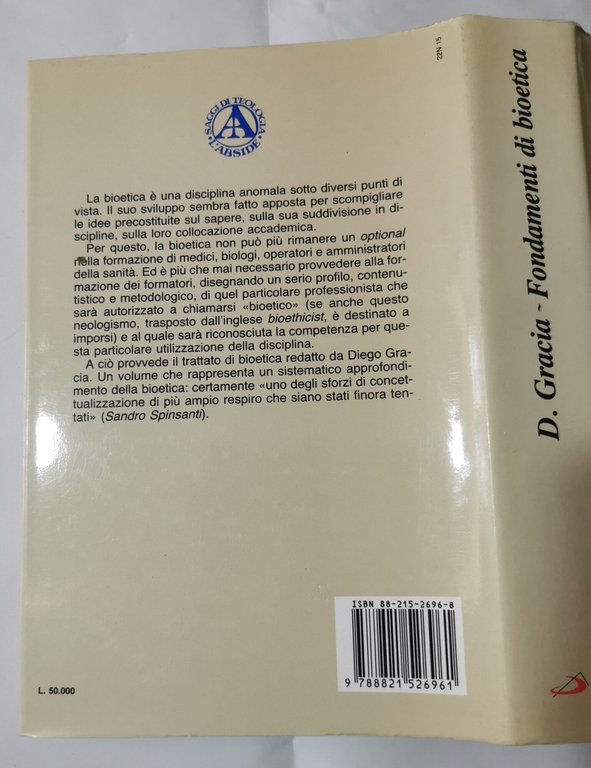 22N 15
SAGGI DI TEOLOGIA
A
• L'ABSIDE •
La bioetica è una disciplina anomala sotto diversi punti di
vista. Il suo sviluppo sembra fatto apposta per scompigliare
le idee precostituite sul sapere, sulla sua suddivisione in di-
scipline, sulla loro collocazione accademica.
Per questo, la bioetica non può più rimanere un optional
nella formazione di medici, biologi, operatori e amministratori
della sanità. Ed è più che mai necessario provvedere alla for-
mazione dei formatori, disegnando un serio profilo, contenu-
tistico e metodologico, di quel particolare professionista che
sarà autorizzato a chiamarsi «bioetico» (se anche questo
neologismo, trasposto dall'inglese bioethicist, è destinato a
imporsi) e al quale sarà riconosciuta la competenza per que-
sta particolare utilizzazione della disciplina.
A ciò provvede il trattato di bioetica redatto da Diego Gra-
cia. Un volume che rappresenta un sistematico approfondi-
mento della bioetica: certamente «uno degli sforzi di concet-
tualizzazione di più ampio respiro che siano stati finora ten-
tati» (Sandro Spinsanti).
ISBN 88-215-2696-8
9 788821 526961
L. 50.000
D. Gracia - Fondamenti di bioetica